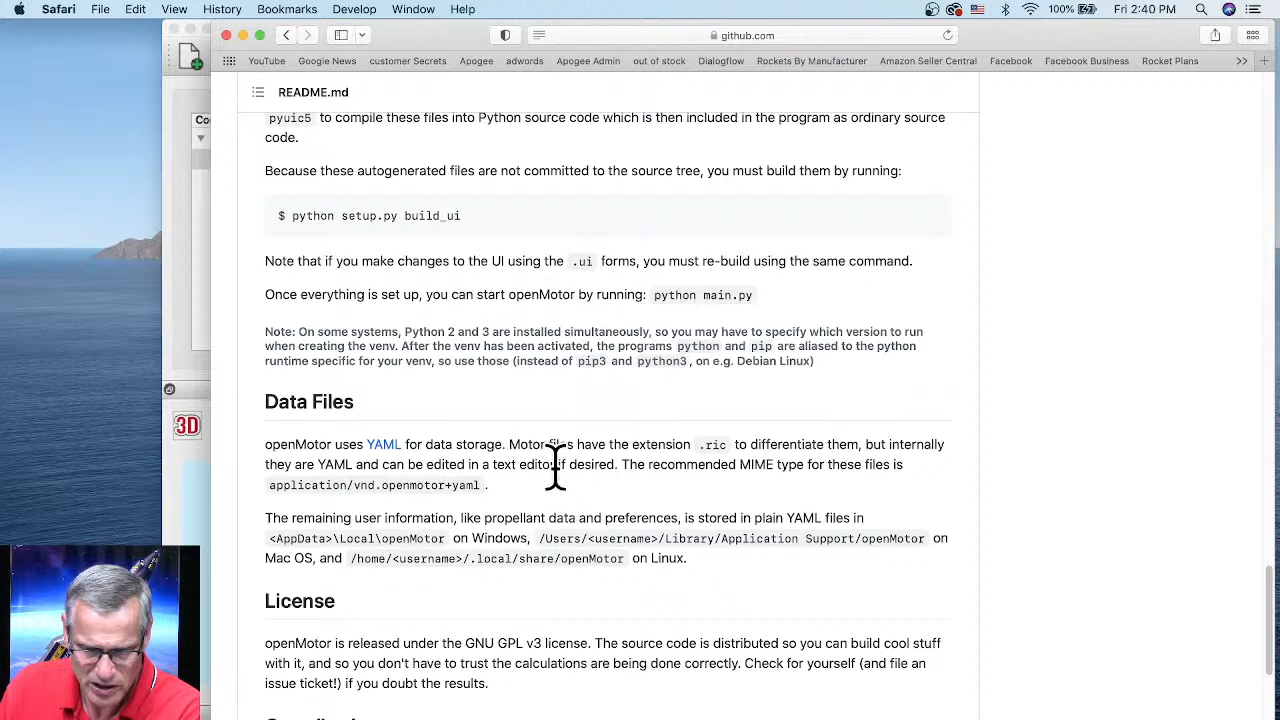 Safari File Edit View History Bookmarks Develop Window Help 100% Fri 2:40 PM
github.com
YouTube Google News customer Secrets Apogee adwords Apogee Admin out of stock Dialogflow Rockets By Manufacturer Amazon Seller Central Facebook Facebook Business Rocket Plans
README.md
Co
pyuic5 to compile these files into Python source code which is then included in the program as ordinary source
code.
Because these autogenerated files are not committed to the source tree, you must build them by running:
$ python setup.py build_ui
Note that if you make changes to the UI using the .ui forms, you must re-build using the same command.
Once everything is set up, you can start openMotor by running: python main.py
Note: On some systems, Python 2 and 3 are installed simultaneously, so you may have to specify which version to run
when creating the venv. After the venv has been activated, the programs python and pip are aliased to the python
runtime specific for your venv, so use those (instead of pip3 and python3, on e.g. Debian Linux)
Data Files
3D
openMotor uses YAML for data storage. Motor files have the extension .ric to differentiate them, but internally
they are YAML and can be edited in a text editor if desired. The recommended MIME type for these files is
application/vnd.openmotor+yaml .
The remaining user information, like propellant data and preferences, is stored in plain YAML files in
<AppData>\Local\openMotor on Windows, /Users/<username>/Library/Application Support/openMotor on
Mac OS, and /home/<username>/.local/share/openMotor on Linux.
License
openMotor is released under the GNU GPL v3 license. The source code is distributed so you can build cool stuff
with it, and so you don't have to trust the calculations are being done correctly. Check for yourself (and file an
issue ticket!) if you doubt the results.